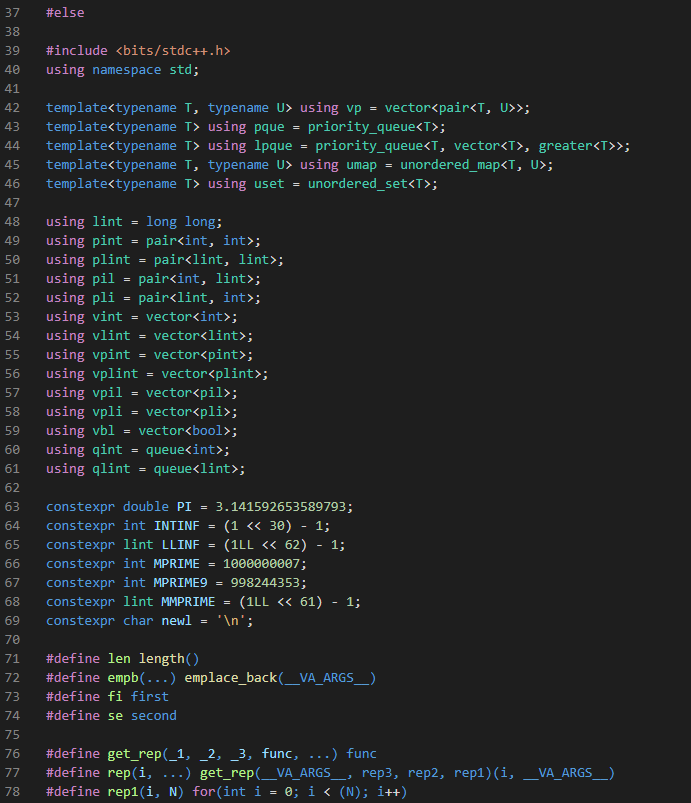 37 #else
38
39 #include <bits/stdc++.h>
40 using namespace std;
41
42 template<typename T, typename U> using vp = vector<pair<T, U>>;
43 template<typename T> using pque = priority_queue<T>;
44 template<typename T> using lpque = priority_queue<T, vector<T>, greater<T>>;
45 template<typename T, typename U> using umap = unordered_map<T, U>;
46 template<typename T> using uset = unordered_set<T>;
47
48 using lint = long long;
49 using pint = pair<int, int>;
50 using plint = pair<lint, lint>;
51 using pil = pair<int, lint>;
52 using pli = pair<lint, int>;
53 using vint = vector<int>;
54 using vlint = vector<lint>;
55 using vpint = vector<pint>;
56 using vplint = vector<plint>;
57 using vpil = vector<pil>;
58 using vpli = vector<pli>;
59 using vbl = vector<bool>;
60 using qint = queue<int>;
61 using qlint = queue<lint>;
62
63 constexpr double PI = 3.141592653589793;
64 constexpr int INTINF = (1 << 30) - 1;
65 constexpr lint LLINF = (1LL << 62) - 1;
66 constexpr int MPRIME = 1000000007;
67 constexpr int MPRIME9 = 998244353;
68 constexpr lint MMPRIME = (1LL << 61) - 1;
69 constexpr char newl = '\n';
70
71 #define len length()
72 #define empb(...) emplace_back(__VA_ARGS__)
73 #define fi first
74 #define se second
75
76 #define get_rep(_1, _2, _3, func, ...) func
77 #define rep(i, ...) get_rep(__VA_ARGS__, rep3, rep2, rep1)(i, __VA_ARGS__)
78 #define rep1(i, N) for(int i = 0; i < (N); i++)